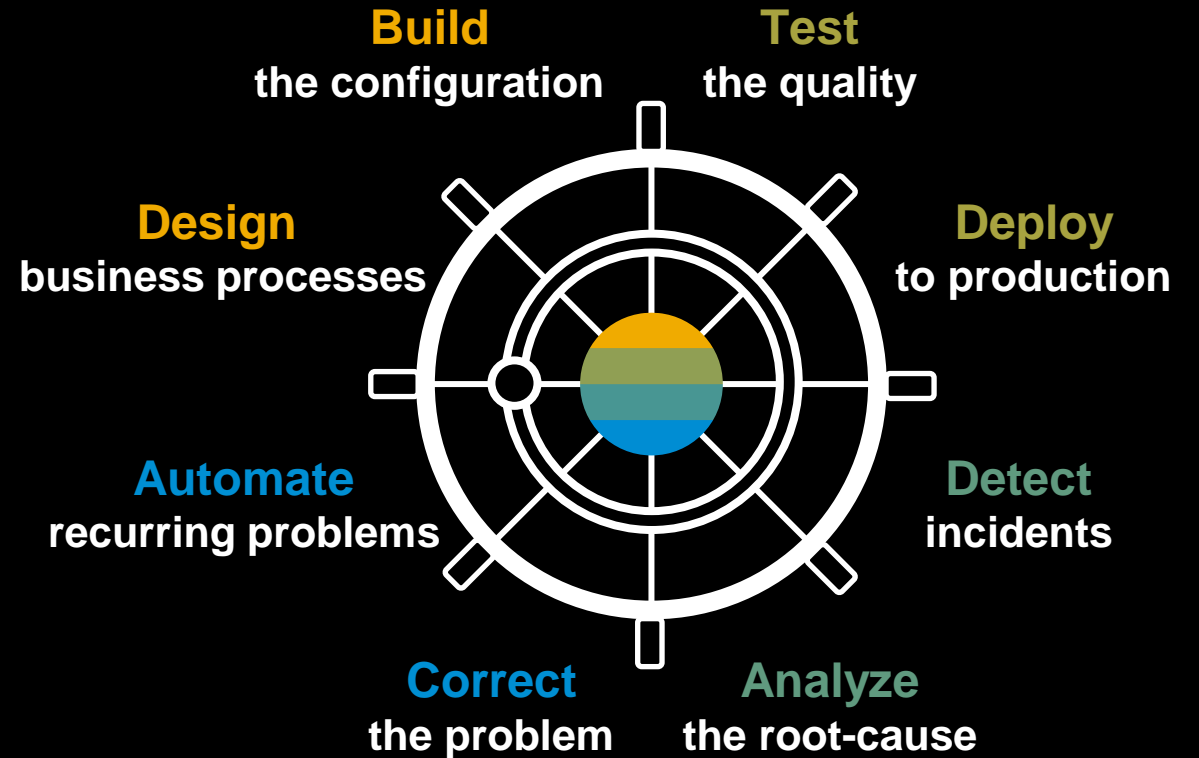 Build
the configuration
Test
the quality
Design
business processes
Deploy
to production
Automate
recurring problems
Detect
incidents
Correct
the problem
Analyze
the root-cause